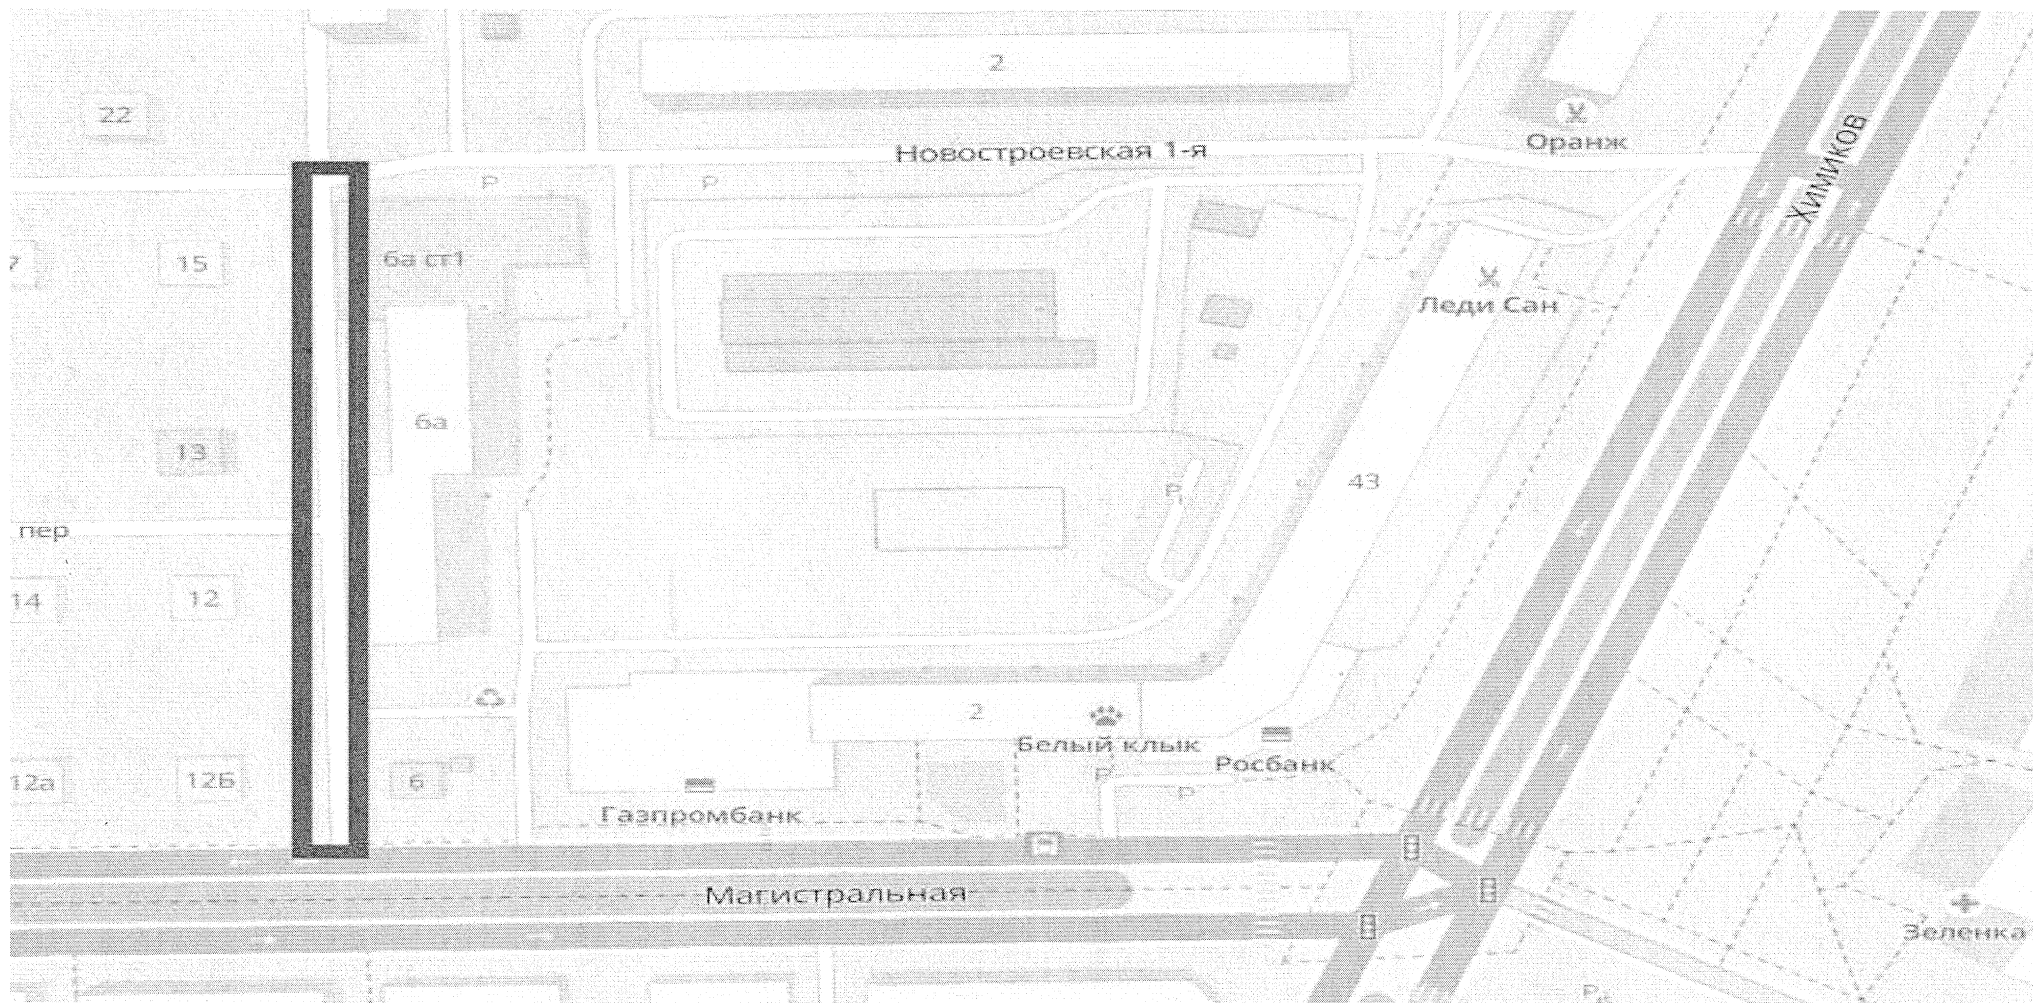 2
22
Оранж
ХИМИКОВ
Новостроевская 1-я
P
P
7
15
6а ст1
Леди Сан
6а
13
43
P
пер
14
12
2
Белый клык
Росбанк
12а
12Б
6
P
P
Газпромбанк
Магистральная
Зеленка